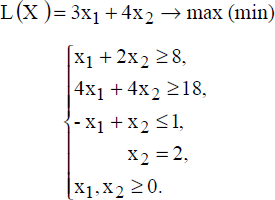 L(X) = 3x₁ + 4x₂ → max (min)
x₁ + 2x₂ ≥ 8,
4x₁ + 4x₂ ≥ 18,
- x₁ + x₂ ≤ 1,
x₂ = 2,
x₁, x₂ ≥ 0.